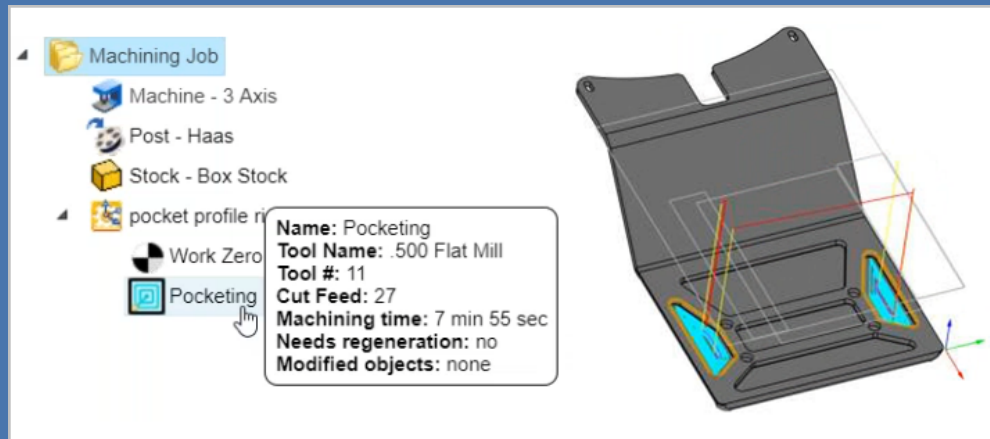 Machining Job
Machine - 3 Axis
Post - Haas
Stock - Box Stock
pocket profile ri
Work Zero
Pocketing
Name: Pocketing
Tool Name: .500 Flat Mill
Tool #: 11
Cut Feed: 27
Machining time: 7 min 55 sec
Needs regeneration: no
Modified objects: none